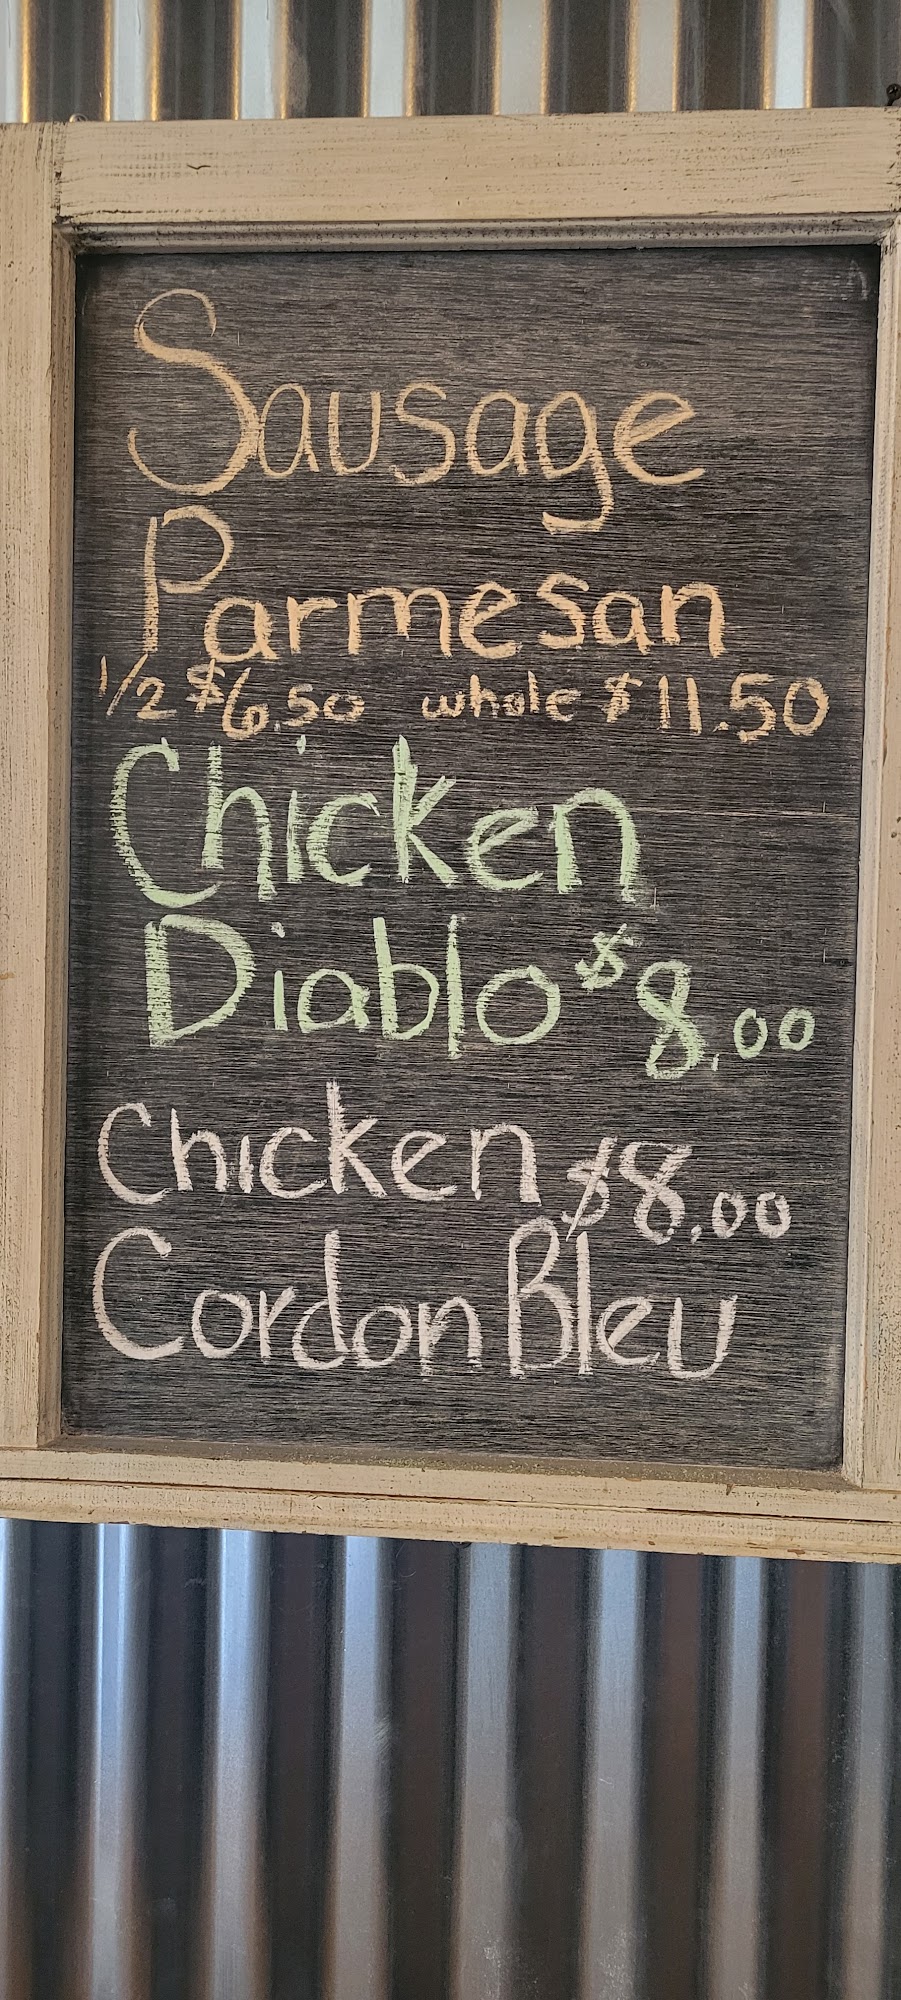 Sausage
Parmesan
1/2 $6.50 whole $11.50
Chicken
Diablo $8.00
Chicken $8.00
Cordon Bleu